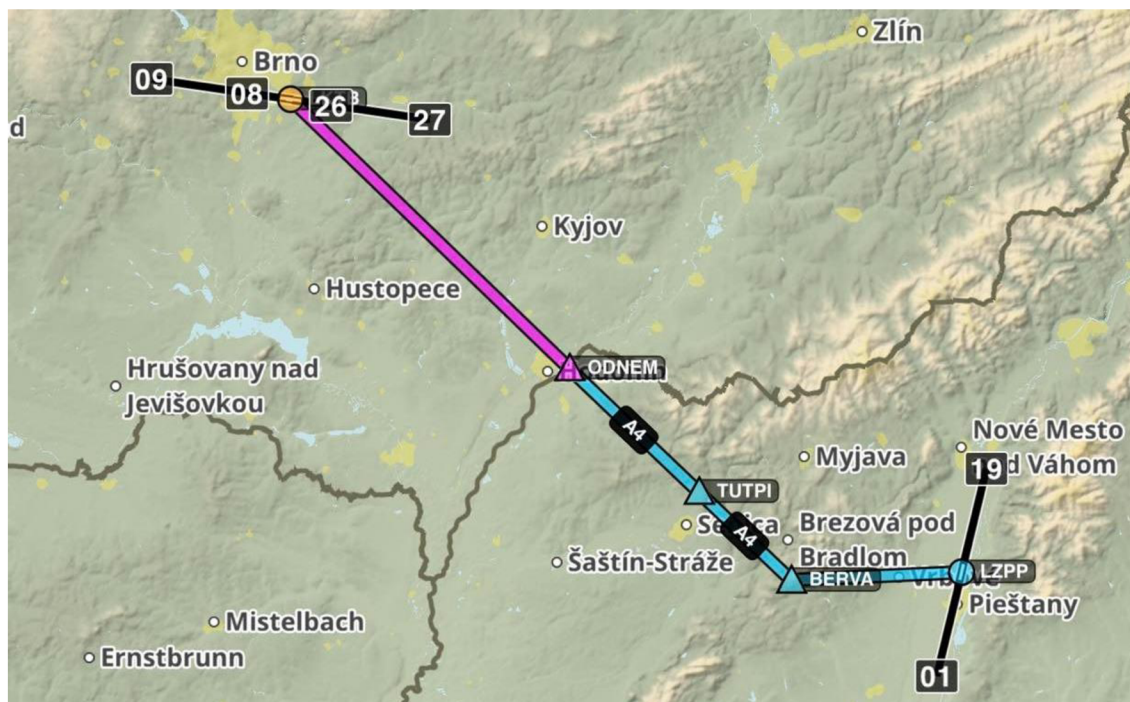 Zlín
Brno
09
08
26
27
d
Kyjov
Hustopece
ODNEM
Hrušovany nad
Jevišovkou
A4
Nové Mesto
Váhom
Myjava
19
TUTPI
Brezová pod
Bradlom
A4
Šaštín-Stráže
LZPP
BERVA
Pieštany
Mistelbach
Ernstbrunn
01